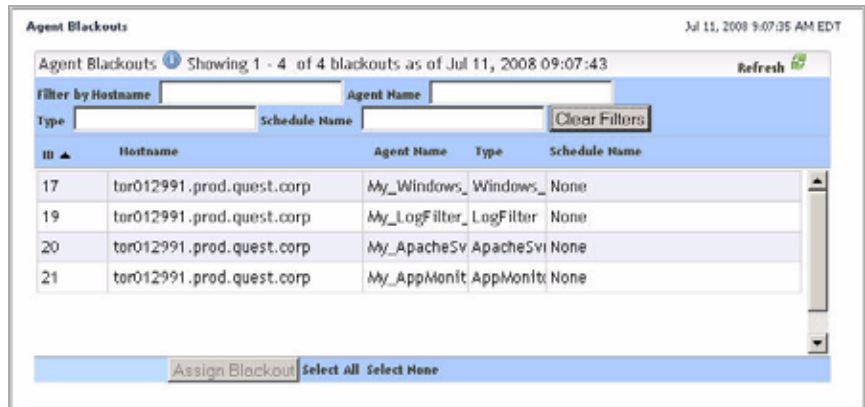 Agent Blackouts Jul 11, 2008 9:07:35 AM EDT
Agent Blackouts Showing 1 - 4 of 4 blackouts as of Jul 11, 2008 09:07:43 Refresh
Filter by Hostname Agent Name
Type Schedule Name Clear Filters
ID Hostname Agent Name Type Schedule Name
17 tor012991.prod.quest.corp My_Windows_ Windows_ None
19 tor012991.prod.quest.corp My_LogFilter_ LogFilter None
20 tor012991.prod.quest.corp My_ApacheSv ApacheSv None
21 tor012991.prod.quest.corp My_AppMonit AppMonit None
Assign Blackout Select All Select None